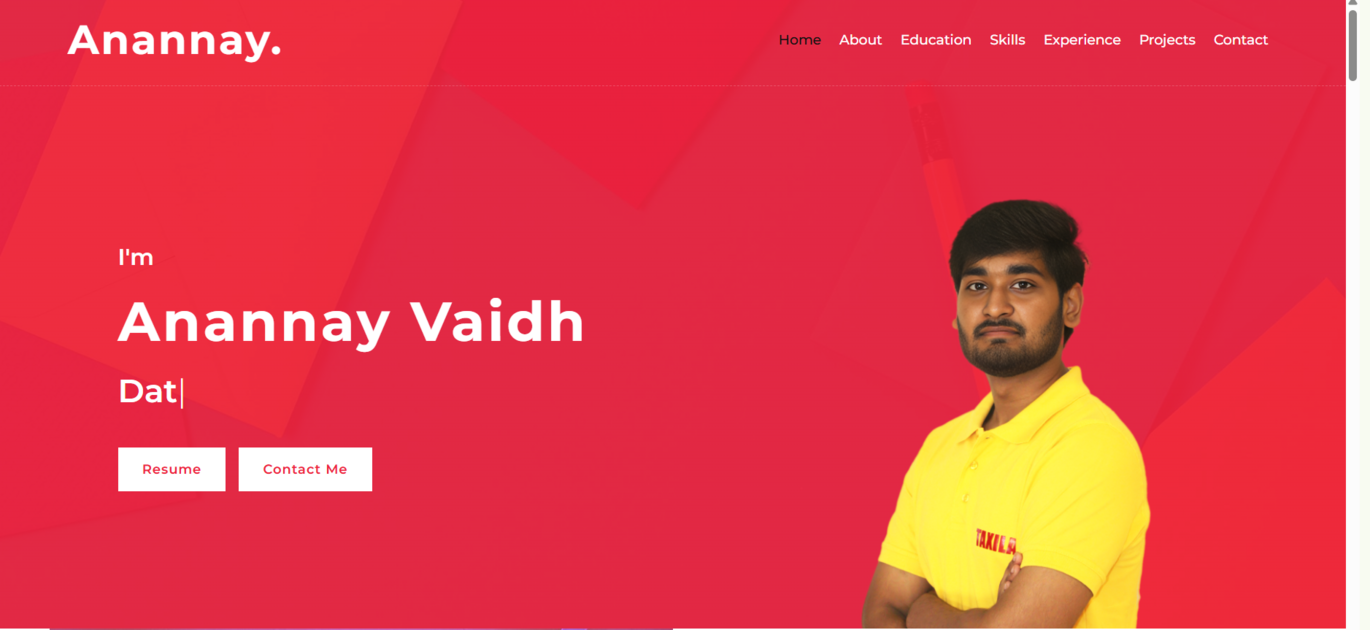 Anannay.
Home About Education Skills Experience Projects Contact
I'm
Anannay Vaidh
Dat
Resume Contact Me
TAXILA